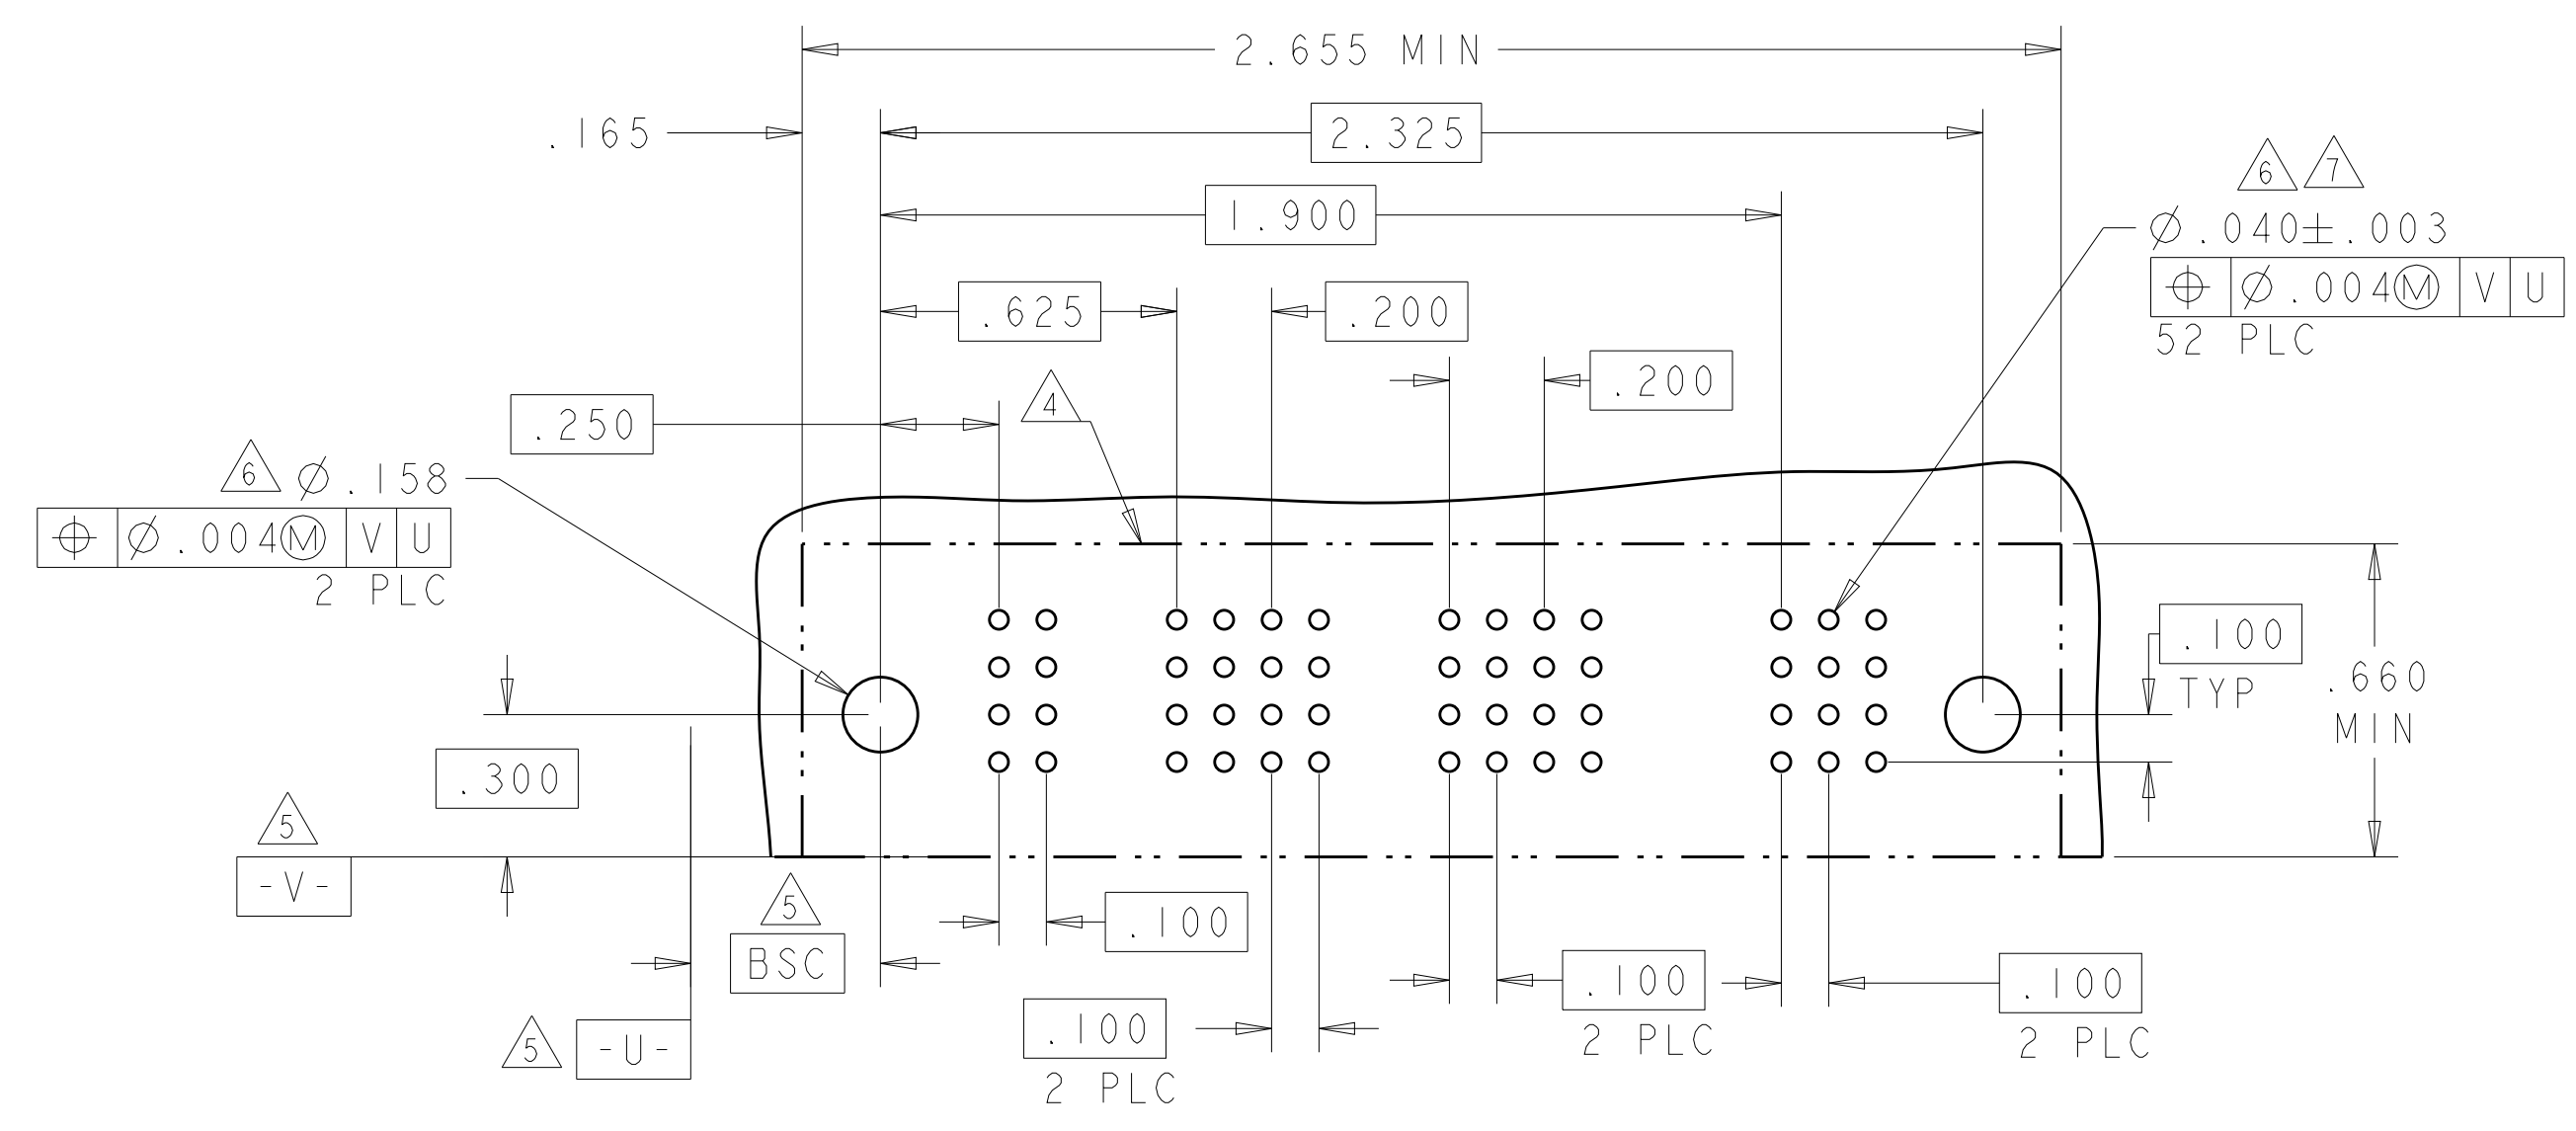 2.655 MIN
.165
2.325
6 7
1.900
Ø.040±.003
⌖ Ø.004Ⓜ V U
52 PLC
.625
.200
.200
4
.250
6 Ø.158
⌖ Ø.004Ⓜ V U
2 PLC
.100
TYP
.660
MIN
.300
5
-V-
5
BSC
.100
.100
2 PLC
.100
2 PLC
5 -U-
.100
2 PLC